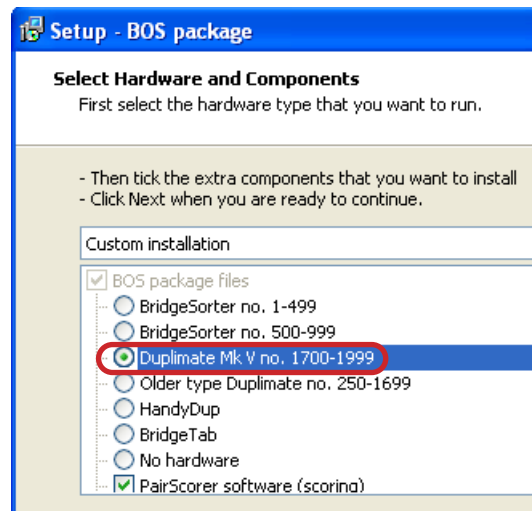 Setup - BOS package
Select Hardware and Components
First select the hardware type that you want to run.
- Then tick the extra components that you want to install
- Click Next when you are ready to continue.
Custom installation
BOS package files
BridgeSorter no. 1-499
BridgeSorter no. 500-999
Duplimate Mk V no. 1700-1999
Older type Duplimate no. 250-1699
HandyDup
BridgeTab
No hardware
PairScorer software (scoring)